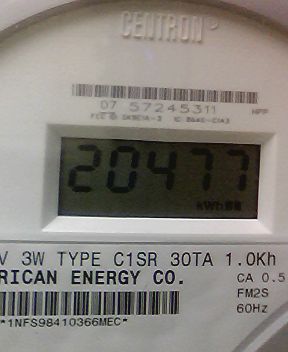 CENTRON®
07 57245311
20477
kWh
V 3W TYPE C1SR 30TA 1.0Kh
RICAN ENERGY CO.
CA 0.5
FM2S
*1NFS98410366MEC*
60Hz